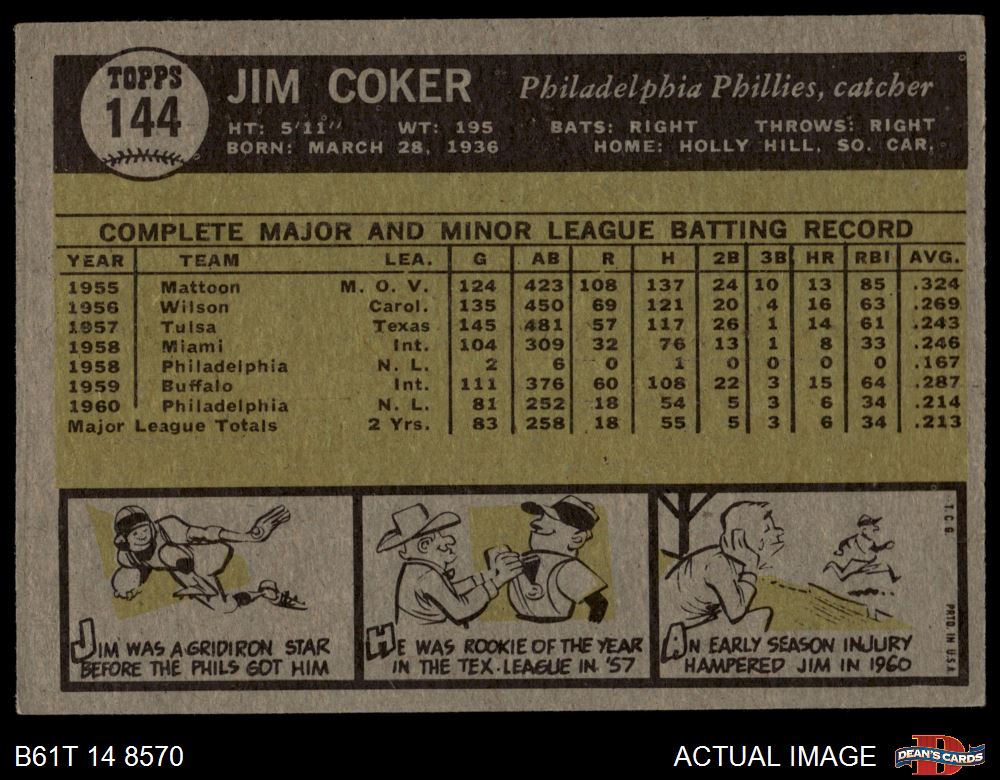 TOPPS
144
JIM COKER
Philadelphia Phillies, catcher
HT: 5'11" WT: 195 BATS: RIGHT THROWS: RIGHT
BORN: MARCH 28, 1936 HOME: HOLLY HILL, SO. CAR.
COMPLETE MAJOR AND MINOR LEAGUE BATTING RECORD
YEAR TEAM LEA. G AB R H 2B 3B HR RBI AVG.
1955 Mattoon M. O. V. 124 423 108 137 24 10 13 85 .324
1956 Wilson Carol. 135 450 69 121 20 4 16 63 .269
1957 Tulsa Texas 145 481 57 117 26 1 14 61 .243
1958 Miami Int. 104 309 32 76 13 1 8 33 .246
1958 Philadelphia N. L. 2 6 0 1 0 0 0 0 .167
1959 Buffalo Int. 111 376 60 108 22 3 15 64 .287
1960 Philadelphia N. L. 81 252 18 54 5 3 6 34 .214
Major League Totals 2 Yrs. 83 258 18 55 5 3 6 34 .213
JIM WAS A GRIDIRON STAR
BEFORE THE PHILS GOT HIM
HE WAS ROOKIE OF THE YEAR
IN THE TEX. LEAGUE IN '57
AN EARLY SEASON INJURY
HAMPERED JIM IN 1960
T.C.G.
PRTD. IN U.S.A.
B61T 14 8570
ACTUAL IMAGE
D
DEAN'S CARDS